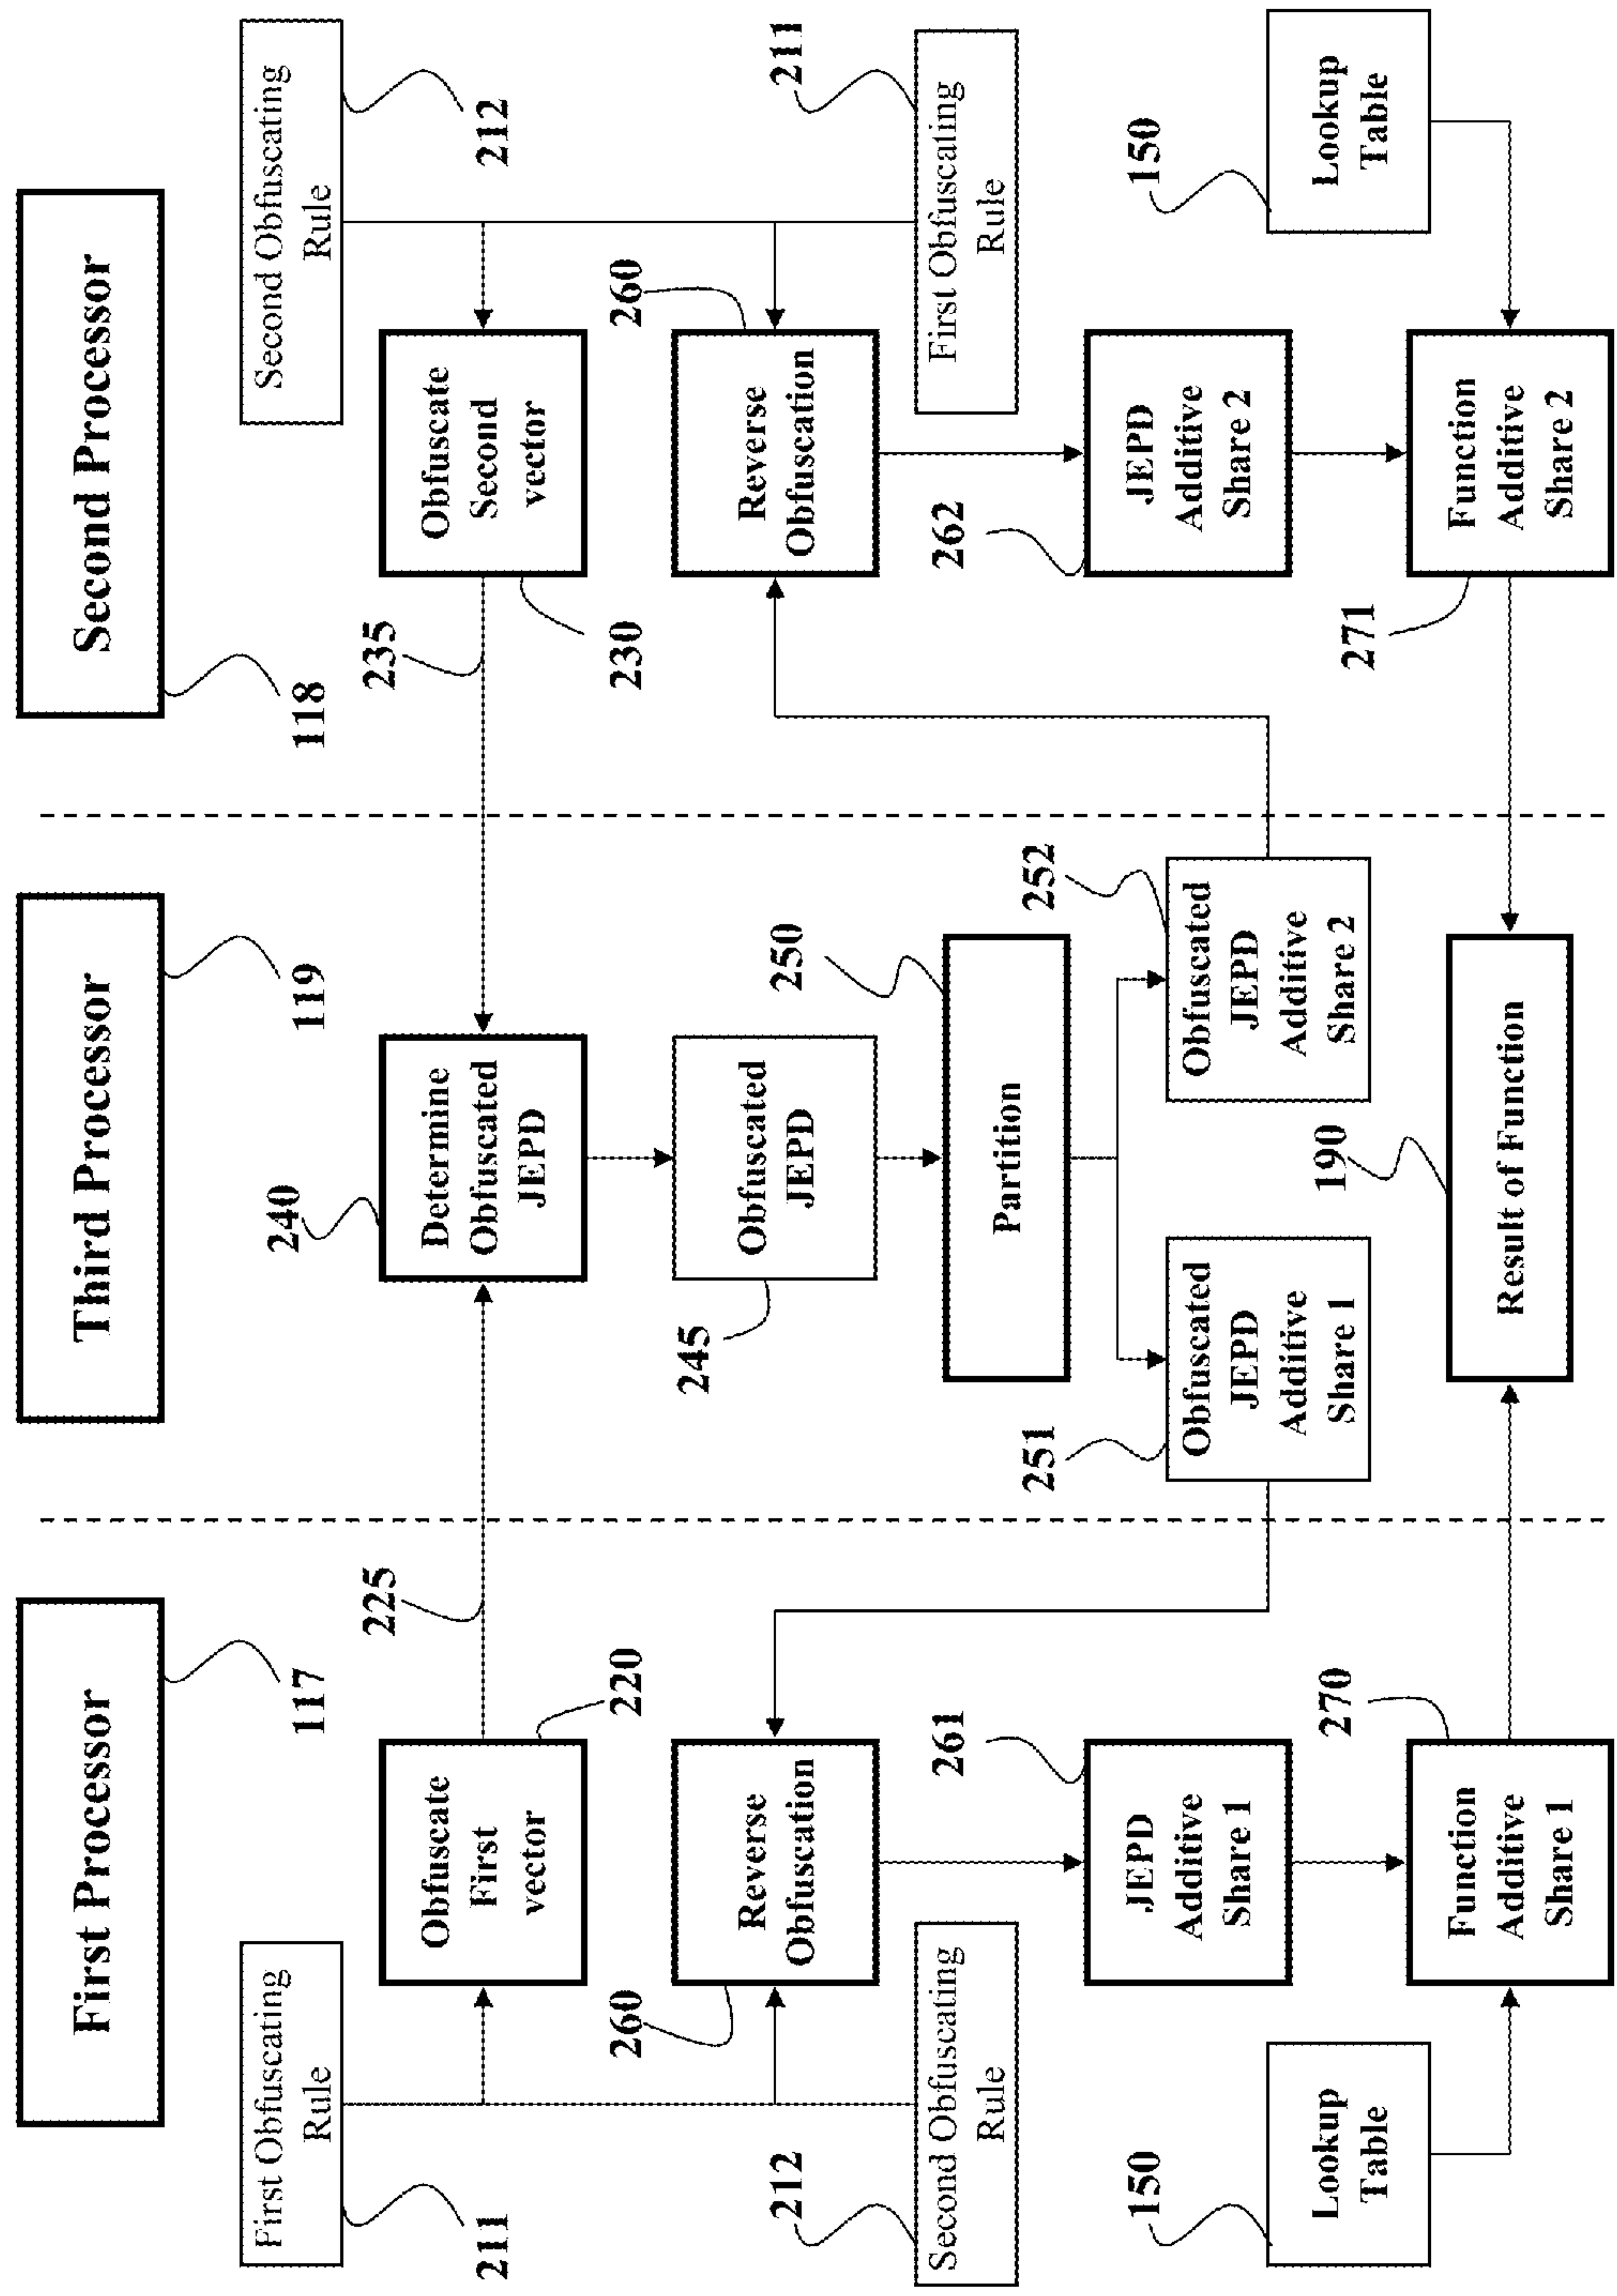 First Processor
117
Third Processor
119
Second Processor
118
First Obfuscating
Rule
211
Obfuscate
First
vector
220
225
Determine
Obfuscated
JEPD
240
235
Obfuscate
Second
vector
230
Second Obfuscating
Rule
212
Reverse
Obfuscation
260
Obfuscated
JEPD
245
Reverse
Obfuscation
260
Second Obfuscating
Rule
212
Partition
250
First Obfuscating
Rule
211
JEPD
Additive
Share 1
261
Obfuscated
JEPD
Additive
Share 1
251
Obfuscated
JEPD
Additive
Share 2
252
JEPD
Additive
Share 2
262
Lookup
Table
150
Function
Additive
Share 1
270
Result of Function
190
Function
Additive
Share 2
271
Lookup
Table
150